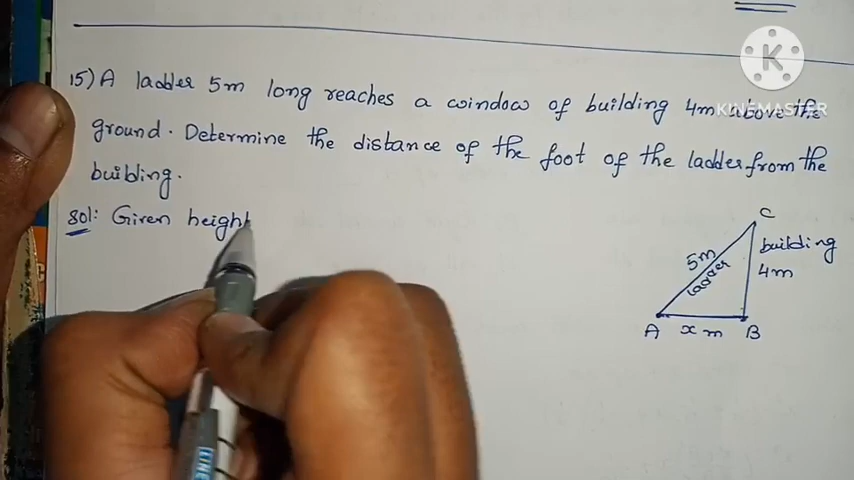 K
KINEMASTER
15) A ladder 5m long reaches a window of building 4m above the
ground. Determine the distance of the foot of the ladder from the
building.
Sol: Given height
C
5m
ladder
building
4m
A x m B